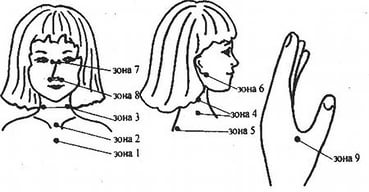 зона 7
зона 8
зона 3
зона 2
зона 1
зона 6
зона 4
зона 5
зона 9